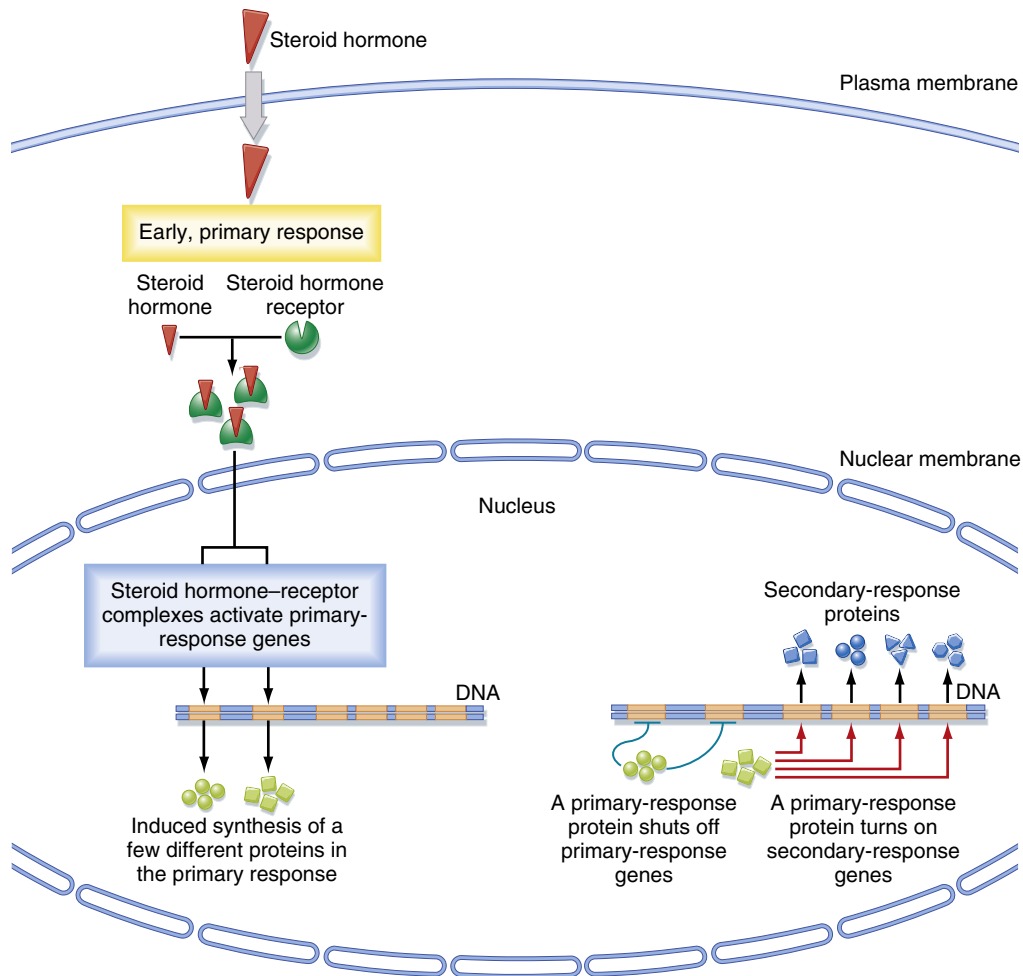 Steroid hormone
Plasma membrane
Early, primary response
Steroid
hormone
Steroid hormone
receptor
Nuclear membrane
Nucleus
Steroid hormone–receptor
complexes activate primary-
response genes
DNA
Induced synthesis of a
few different proteins in
the primary response
Secondary-response
proteins
DNA
A primary-response
protein shuts off
primary-response
genes
A primary-response
protein turns on
secondary-response
genes